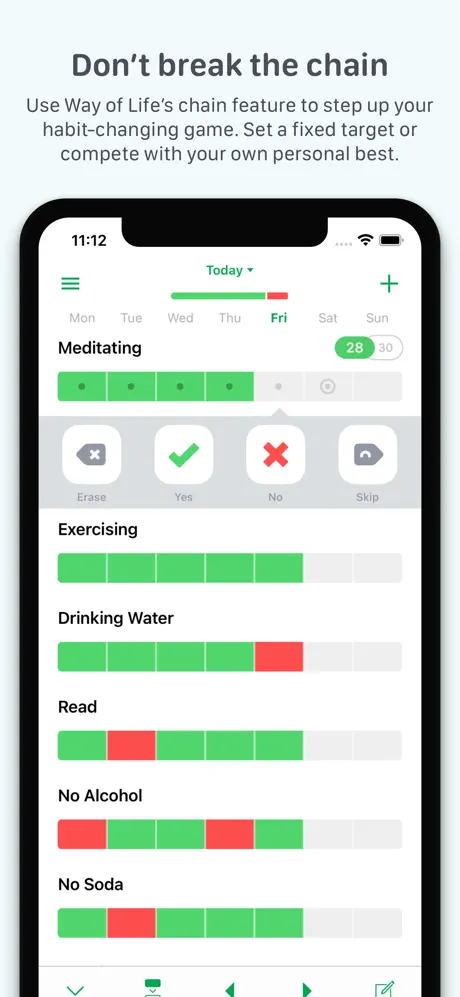 Don't break the chain
Use Way of Life's chain feature to step up your
habit-changing game. Set a fixed target or
compete with your own personal best.
11:12
Today
Mon Tue Wed Thu Fri Sat Sun
Meditating 28 30
Erase Yes No Skip
Exercising
Drinking Water
Read
No Alcohol
No Soda